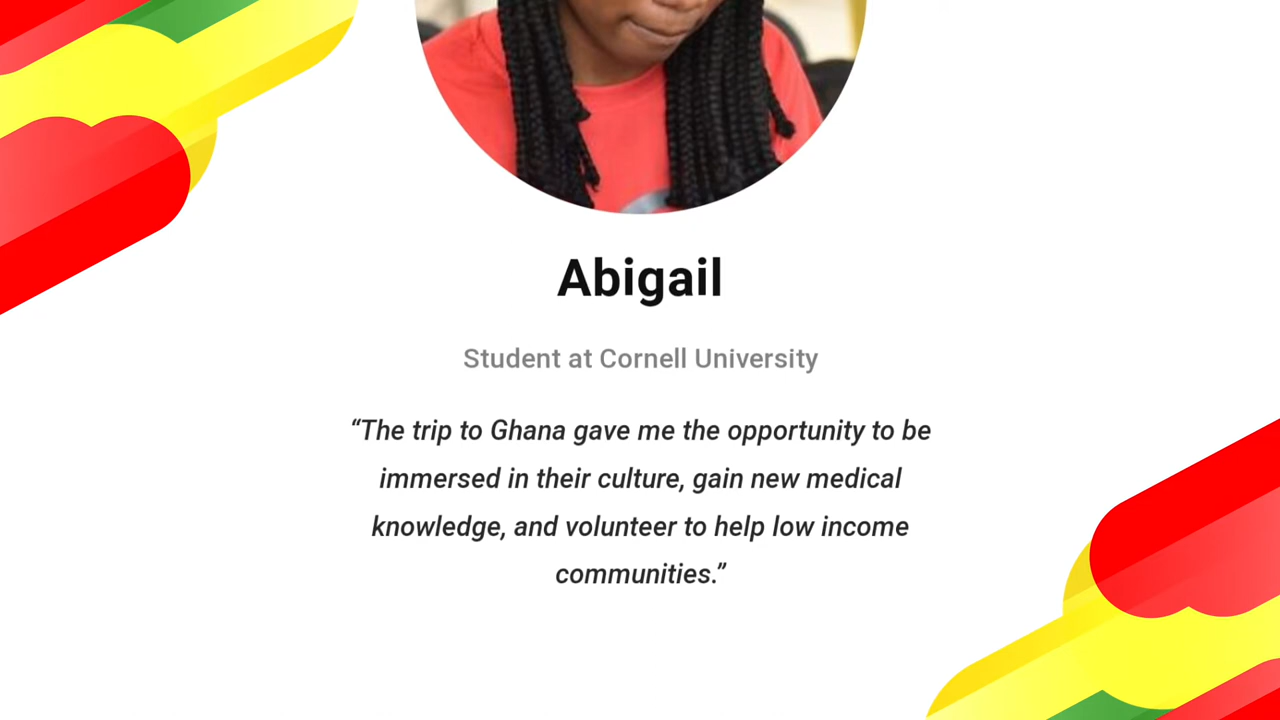 Abigail
Student at Cornell University
“The trip to Ghana gave me the opportunity to be
immersed in their culture, gain new medical
knowledge, and volunteer to help low income
communities.”